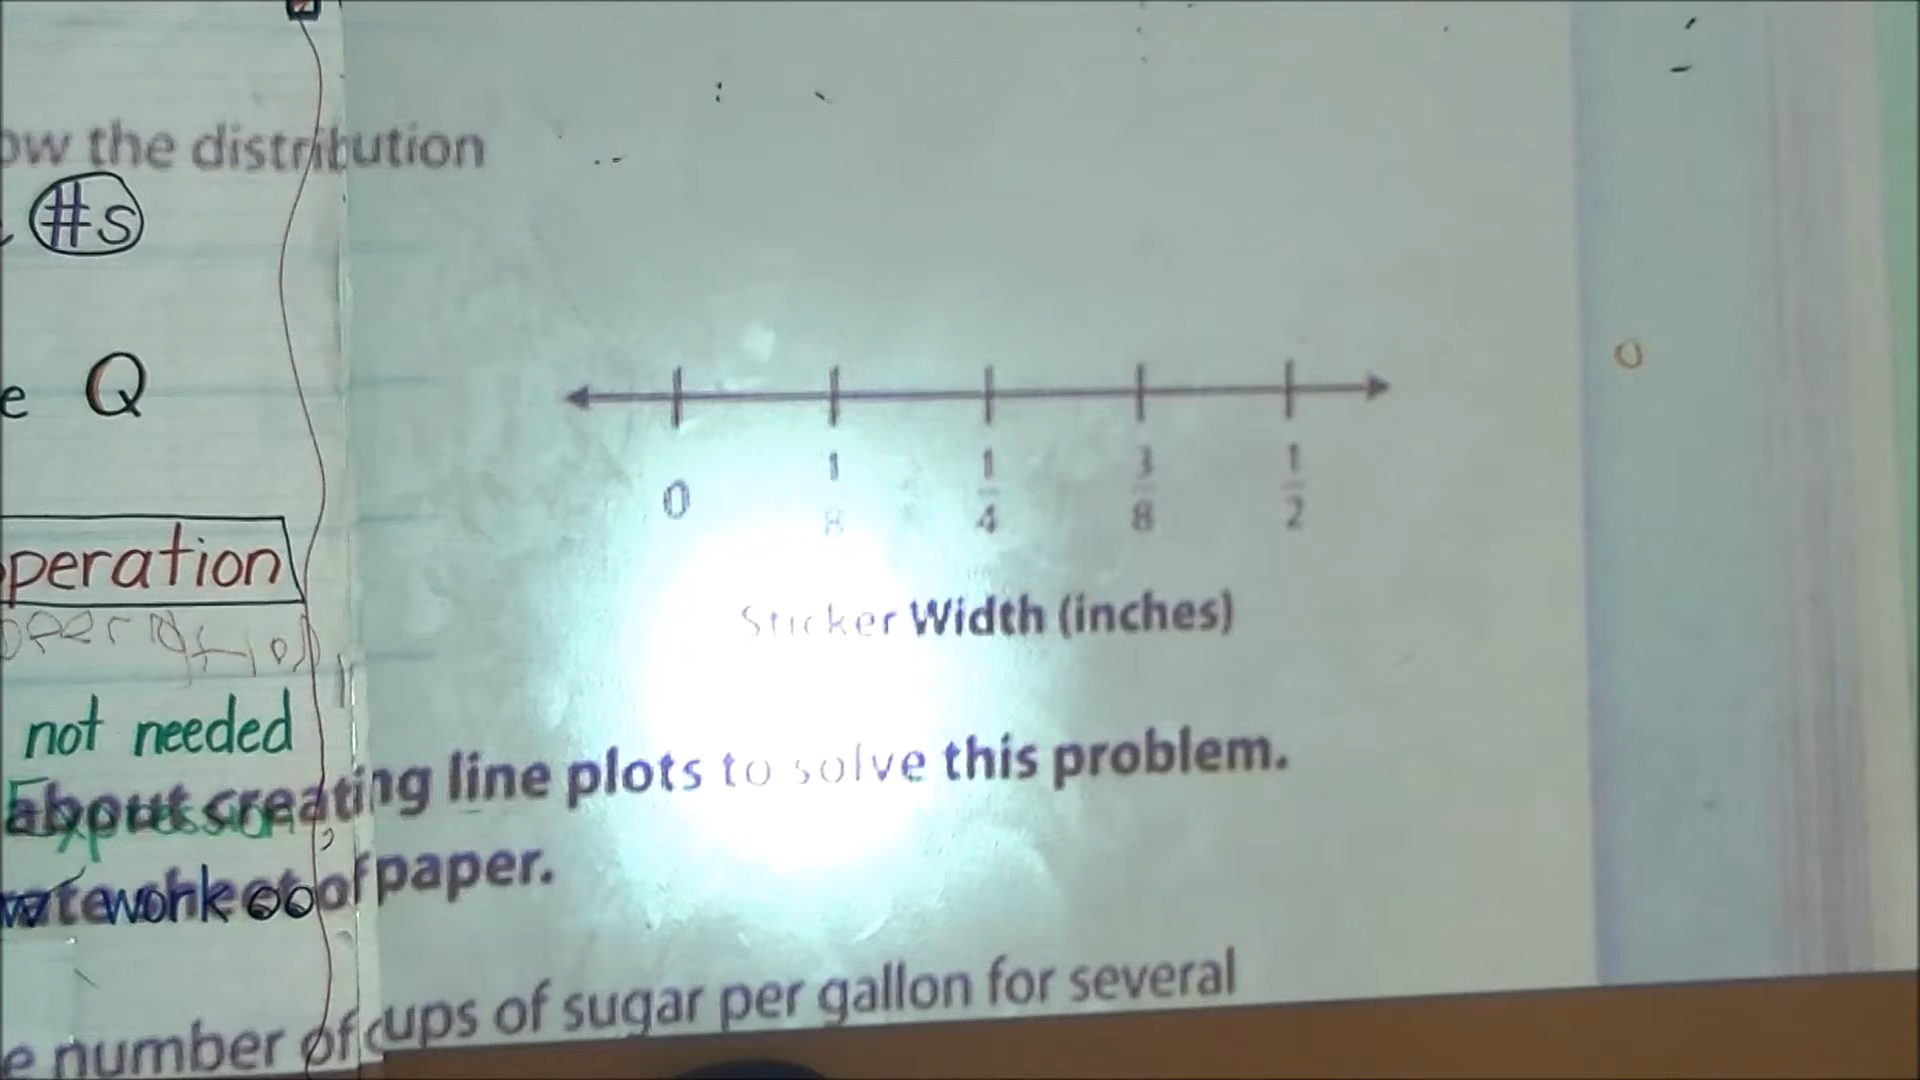 ow the distribution
#s
e Q
0 1/8 1/4 3/8 1/2
peration
Sticker Width (inches)
not needed
about creating line plots to solve this problem.
of paper.
e number of cups of sugar per gallon for several